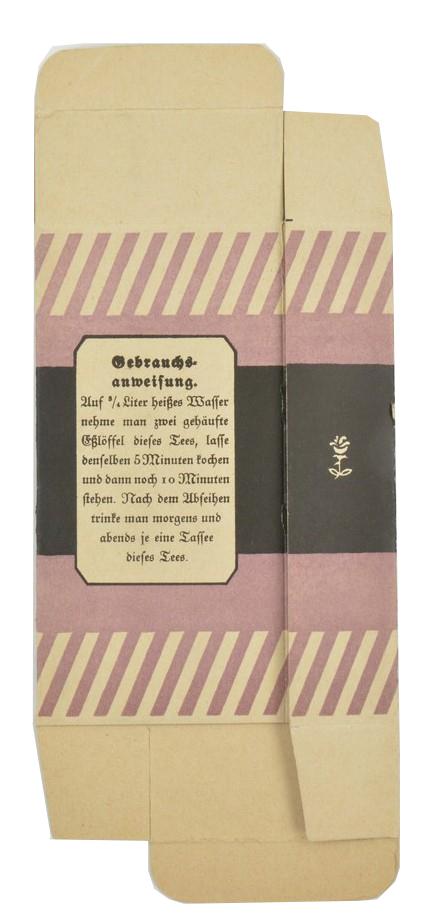 Gebrauchs-
anweisung.
Auf ¾ Liter heißes Wasser
nehme man zwei gehäufte
Eßlöffel dieses Tees, lasse
denselben 5 Minuten kochen
und dann noch 10 Minuten
stehen. Nach dem Abseihen
trinke man morgens und
abends je eine Tassee
dieses Tees.